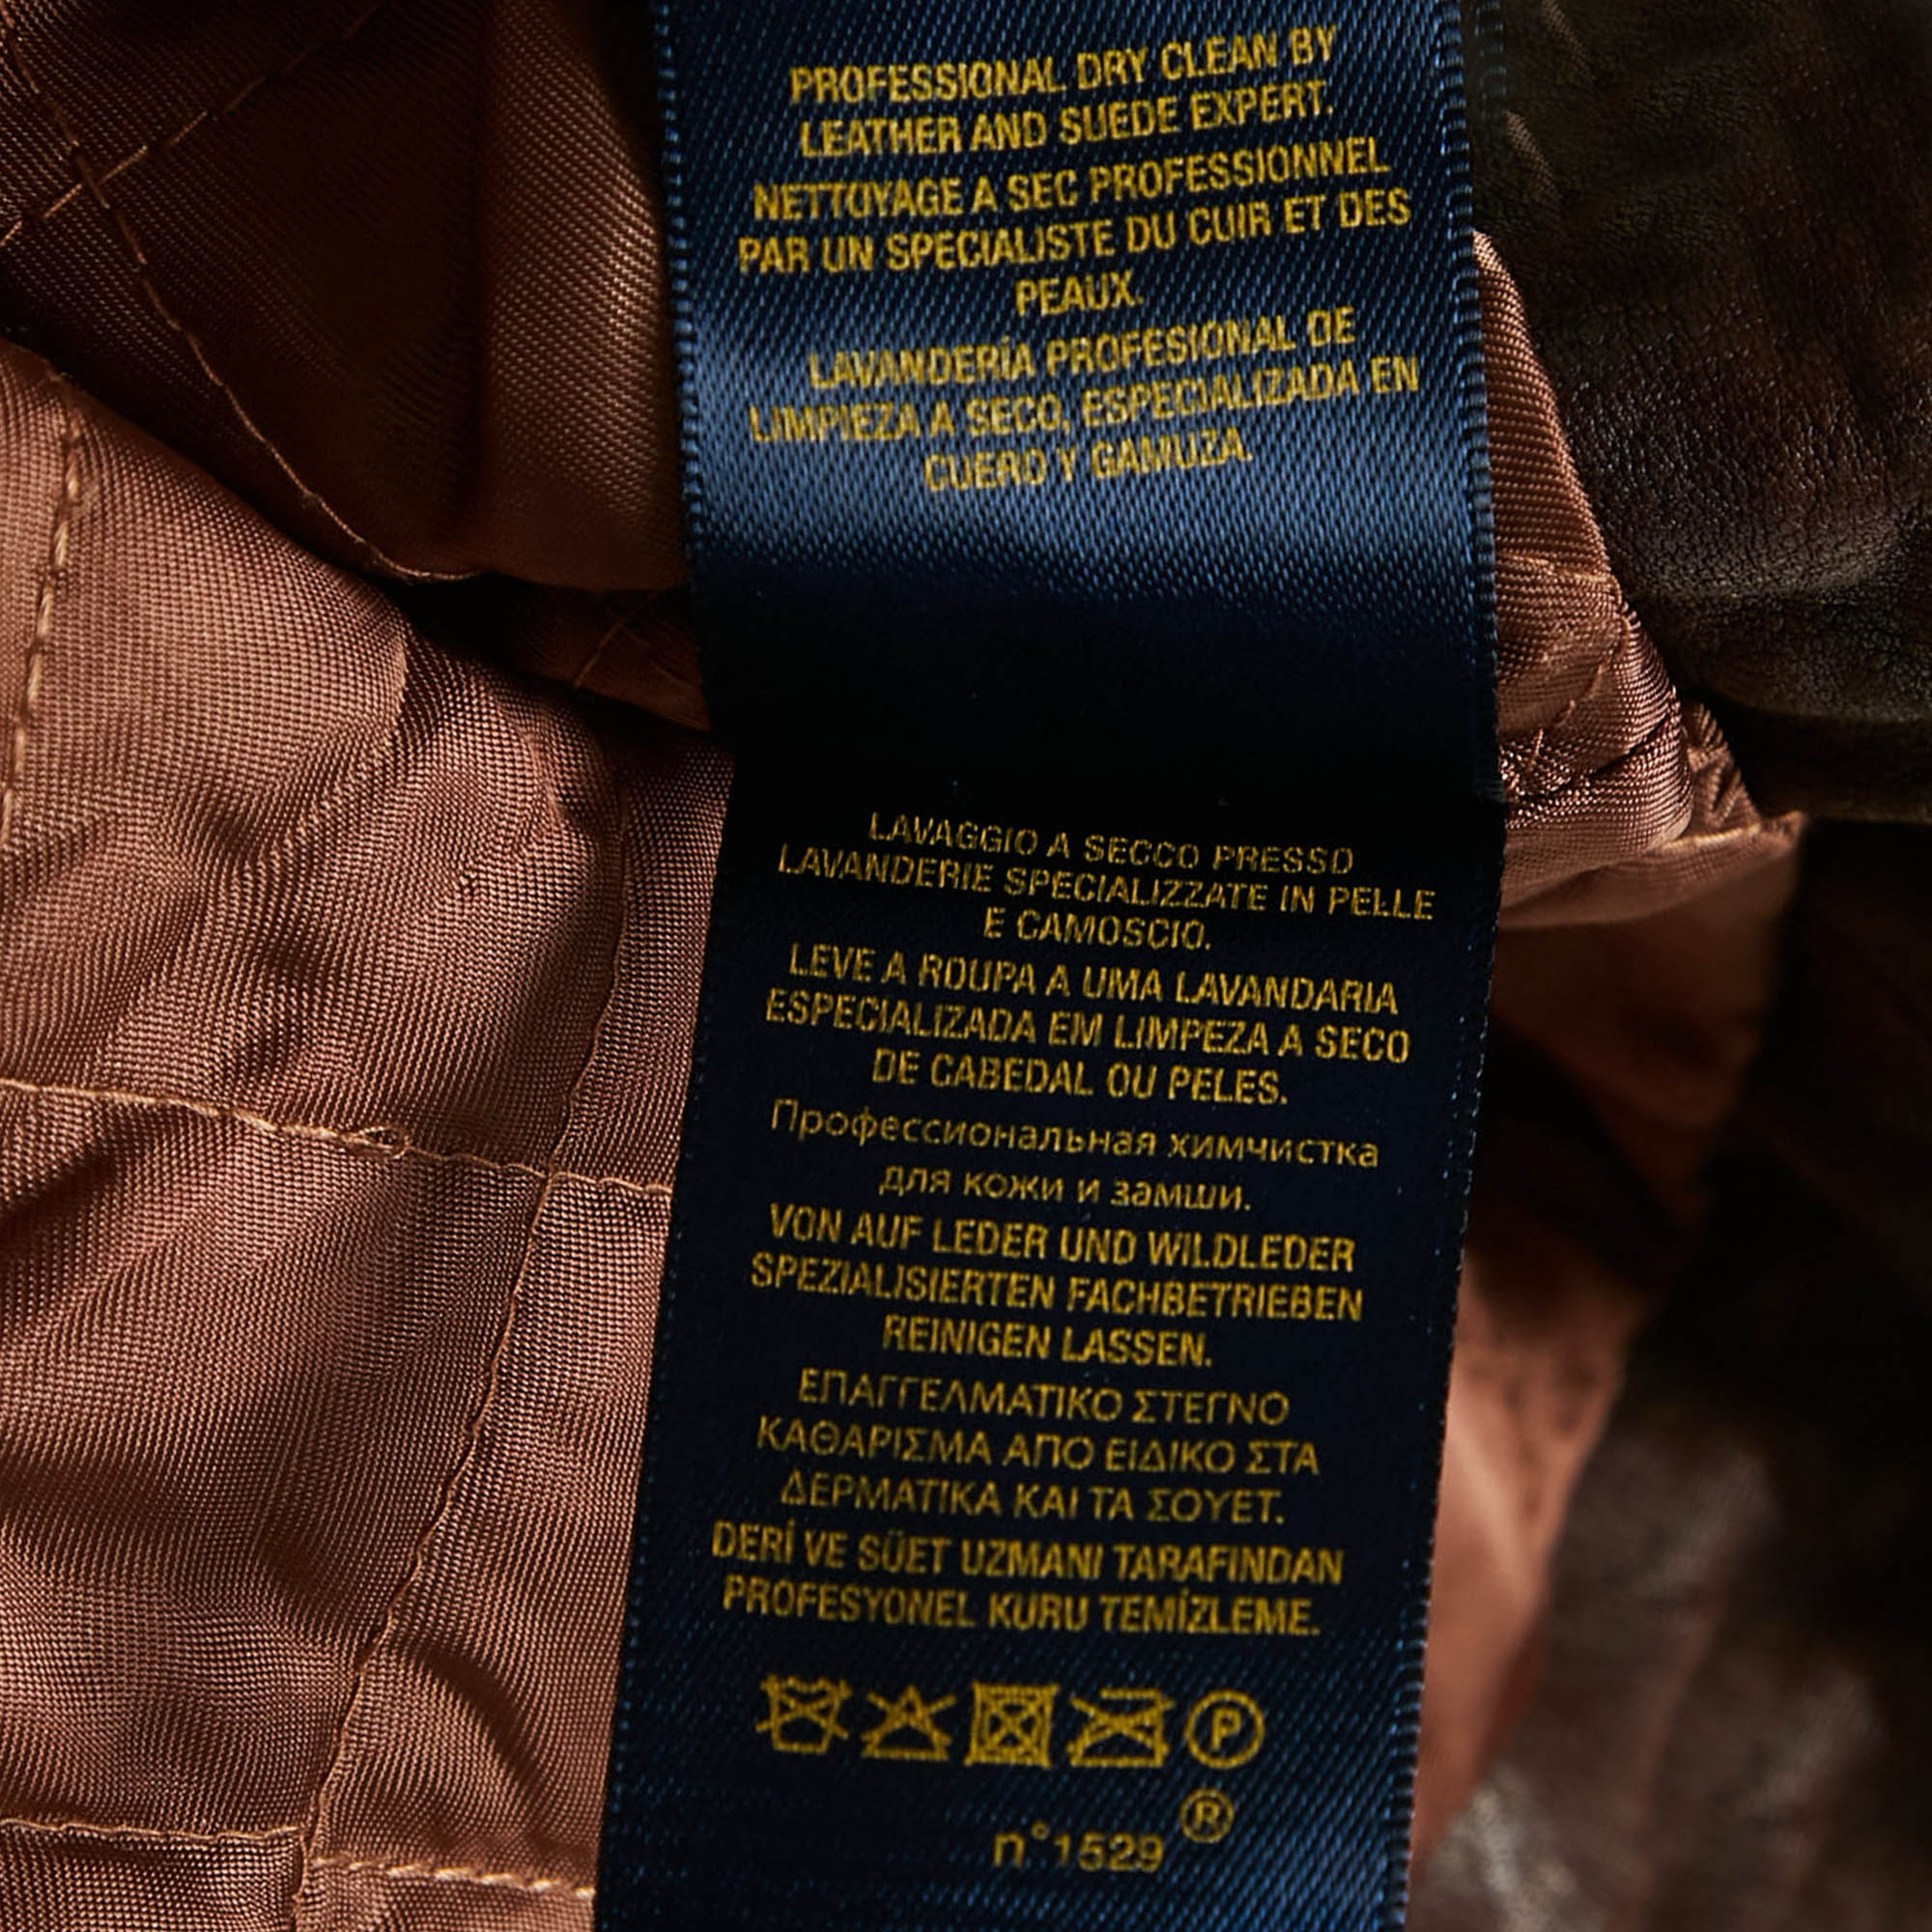 PROFESSIONAL DRY CLEAN BY
LEATHER AND SUEDE EXPERT.
NETTOYAGE A SEC PROFESSIONNEL
PAR UN SPECIALISTE DU CUIR ET DES
PEAUX.
LAVANDERÍA PROFESIONAL DE
LIMPIEZA A SECO, ESPECIALIZADA EN
CUERO Y GAMUZA.
LAVAGGIO A SECCO PRESSO
LAVANDERIE SPECIALIZZATE IN PELLE
E CAMOSCIO.
LEVE A ROUPA A UMA LAVANDARIA
ESPECIALIZADA EM LIMPEZA A SECO
DE CABEDAL OU PELES.
Профессиональная химчистка
для кожи и замши.
VON AUF LEDER UND WILDLEDER
SPEZIALISIERTEN FACHBETRIEBEN
REINIGEN LASSEN.
ΕΠΑΓΓΕΛΜΑΤΙΚΟ ΣΤΕΓΝΟ
ΚΑΘΑΡΙΣΜΑ ΑΠΟ ΕΙΔΙΚΟ ΣΤΑ
ΔΕΡΜΑΤΙΚΑ ΚΑΙ ΤΑ ΣΟΥΕΤ.
DERİ VE SÜET UZMANI TARAFINDAN
PROFESYONEL KURU TEMİZLEME.
P
®
n°1529